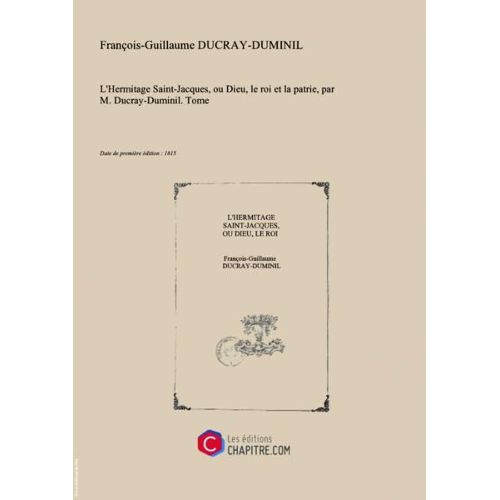 François-Guillaume DUCRAY-DUMINIL
L'Hermitage Saint-Jacques, ou Dieu, le roi et la patrie, par
M. Ducray-Duminil. Tome
Date de première édition : 1815
L'HERMITAGE
SAINT-JACQUES,
OU DIEU, LE ROI
François-Guillaume
DUCRAY-DUMINIL
Les éditions
CHAPITRE.COM